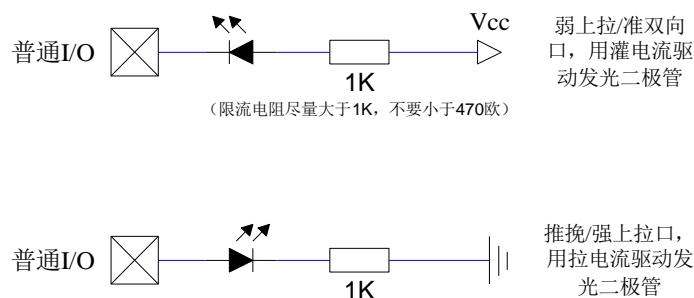 普通I/O
Vcc
1K
(限流电阻尽量大于1K，不要小于470欧)
弱上拉/准双向
口，用灌电流驱
动发光二极管
普通I/O
1K
推挽/强上拉口，
用拉电流驱动发
光二极管